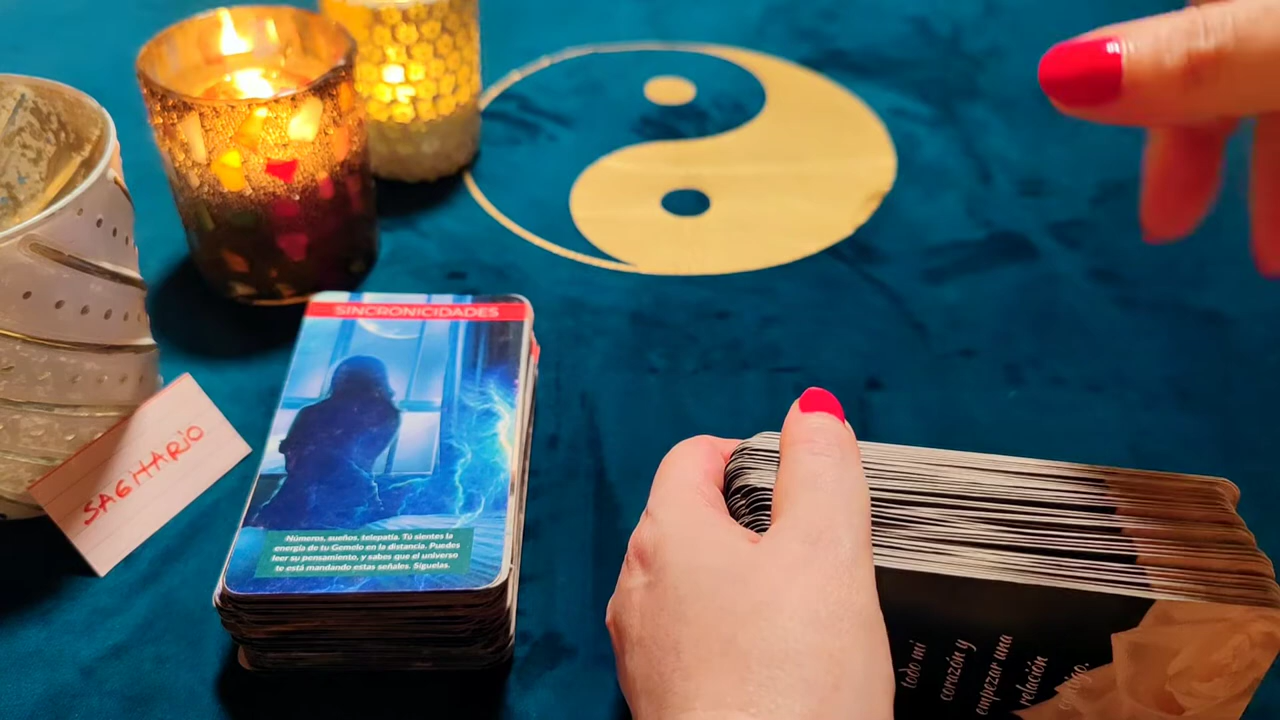 SINCRONICIDADES
Números, sueños, telepatía. Tú sientes la
energía de tu Gemelo en la distancia. Puedes
leer su pensamiento, y sabes que el universo
te está mandando estas señales. Síguelas.
SAGITARIO
todo mi
corazón y
empezar una
relación